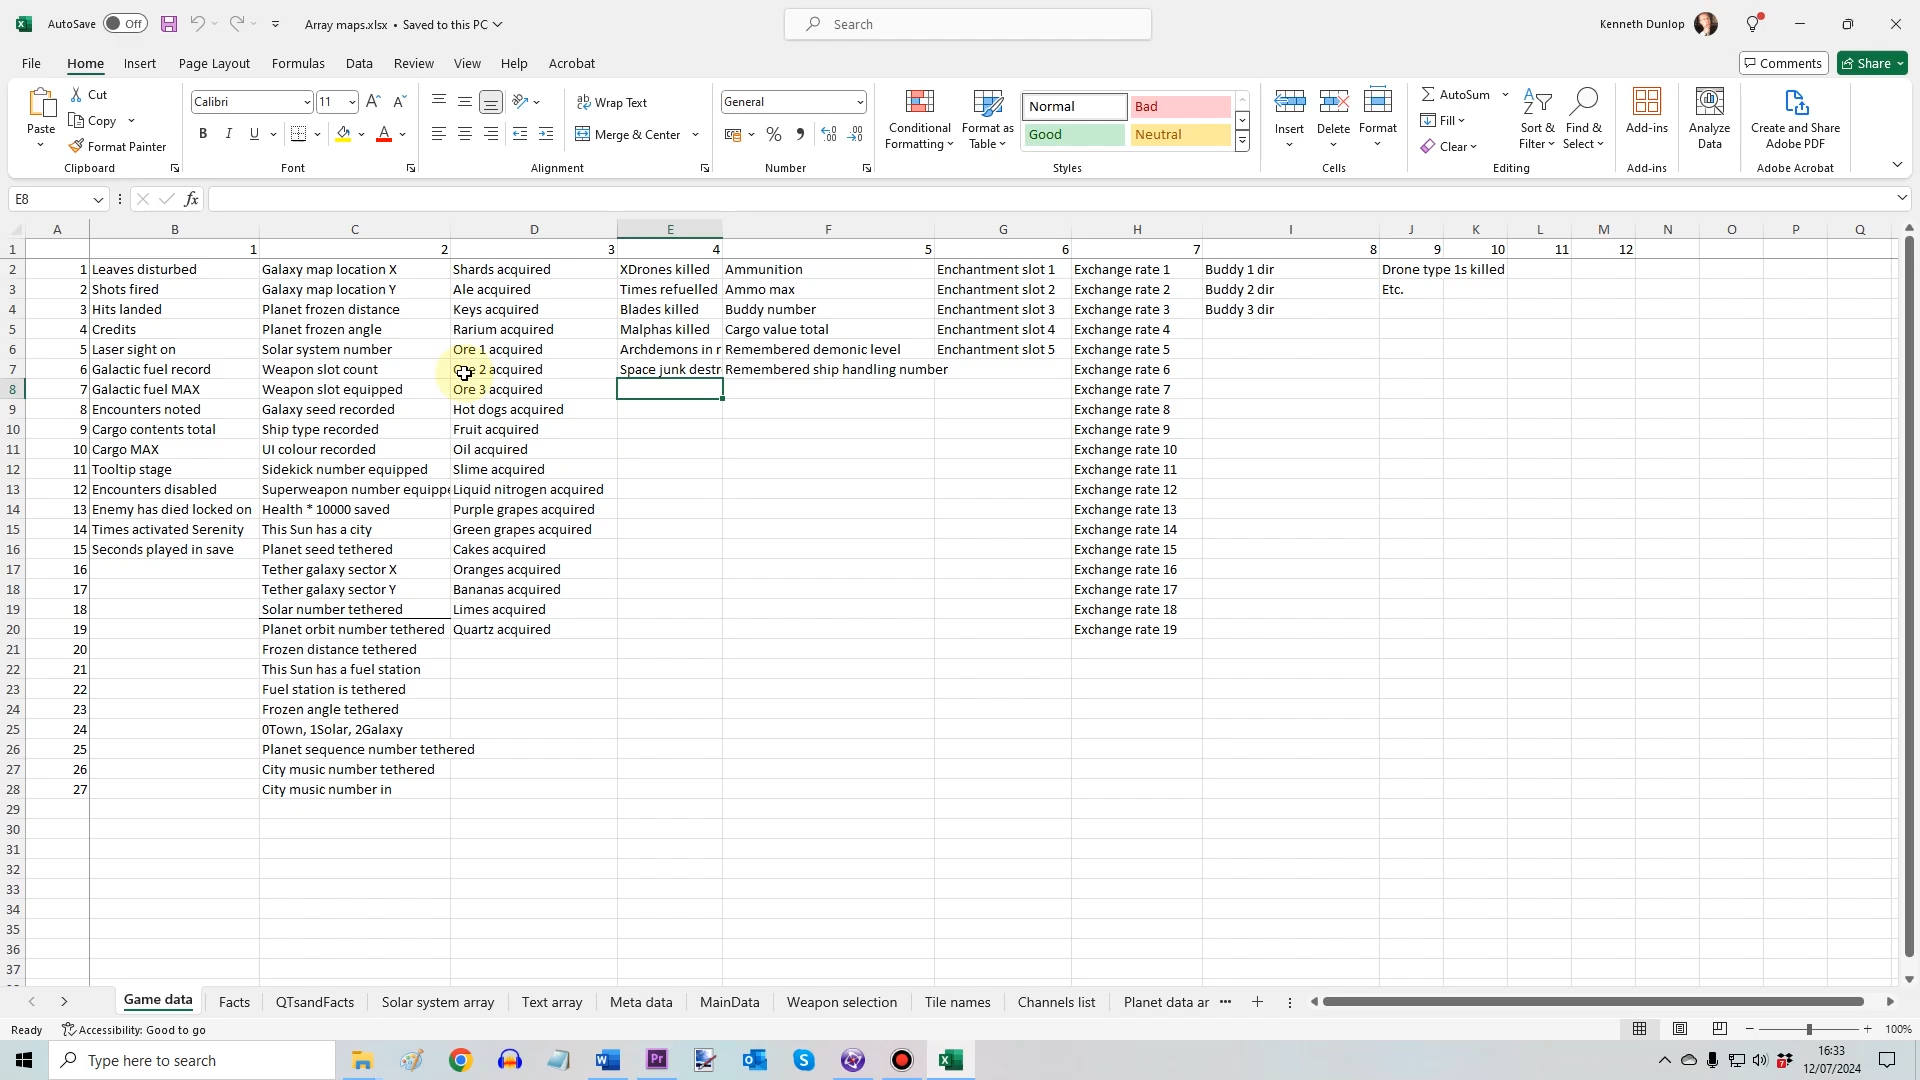 AutoSave Off Array maps.xlsx • Saved to this PC Search Kenneth Dunlop
File Home Insert Page Layout Formulas Data Review View Help Acrobat Comments Share
Paste Cut Copy Format Painter Clipboard
Calibri 11 B I U Font
Wrap Text Merge & Center Alignment
General % Number
Conditional Formatting Format as Table Normal Bad Good Neutral Styles
Insert Delete Format Cells
AutoSum Fill Clear Sort & Filter Find & Select Editing
Add-ins Add-ins
Analyze Data
Create and Share Adobe PDF Adobe Acrobat
E8 fx
A B C D E F G H I J K L M N O P Q
1 1 2 3 4 5 6 7 8 9 10 11 12
2 1 Leaves disturbed Galaxy map location X Shards acquired XDrones killed Ammunition Enchantment slot 1 Exchange rate 1 Buddy 1 dir Drone type 1s killed
3 2 Shots fired Galaxy map location Y Ale acquired Times refuelled Ammo max Enchantment slot 2 Exchange rate 2 Buddy 2 dir Etc.
4 3 Hits landed Planet frozen distance Keys acquired Blades killed Buddy number Enchantment slot 3 Exchange rate 3 Buddy 3 dir
5 4 Credits Planet frozen angle Rarium acquired Malphas killed Cargo value total Enchantment slot 4 Exchange rate 4
6 5 Laser sight on Solar system number Ore 1 acquired Archdemons in r Remembered demonic level Enchantment slot 5 Exchange rate 5
7 6 Galactic fuel record Weapon slot count Ore 2 acquired Space junk destr Remembered ship handling number Exchange rate 6
8 7 Galactic fuel MAX Weapon slot equipped Ore 3 acquired Exchange rate 7
9 8 Encounters noted Galaxy seed recorded Hot dogs acquired Exchange rate 8
10 9 Cargo contents total Ship type recorded Fruit acquired Exchange rate 9
11 10 Cargo MAX UI colour recorded Oil acquired Exchange rate 10
12 11 Tooltip stage Sidekick number equipped Slime acquired Exchange rate 11
13 12 Encounters disabled Superweapon number equippe Liquid nitrogen acquired Exchange rate 12
14 13 Enemy has died locked on Health * 10000 saved Purple grapes acquired Exchange rate 13
15 14 Times activated Serenity This Sun has a city Green grapes acquired Exchange rate 14
16 15 Seconds played in save Planet seed tethered Cakes acquired Exchange rate 15
17 16 Tether galaxy sector X Oranges acquired Exchange rate 16
18 17 Tether galaxy sector Y Bananas acquired Exchange rate 17
19 18 Solar number tethered Limes acquired Exchange rate 18
20 19 Planet orbit number tethered Quartz acquired Exchange rate 19
21 20 Frozen distance tethered
22 21 This Sun has a fuel station
23 22 Fuel station is tethered
24 23 Frozen angle tethered
25 24 0Town, 1Solar, 2Galaxy
26 25 Planet sequence number tethered
27 26 City music number tethered
28 27 City music number in
29
30
31
32
33
34
35
36
37
Game data Facts QTsandFacts Solar system array Text array Meta data MainData Weapon selection Tile names Channels list Planet data ar
Ready Accessibility: Good to go 100%
Type here to search 16:33
12/07/2024